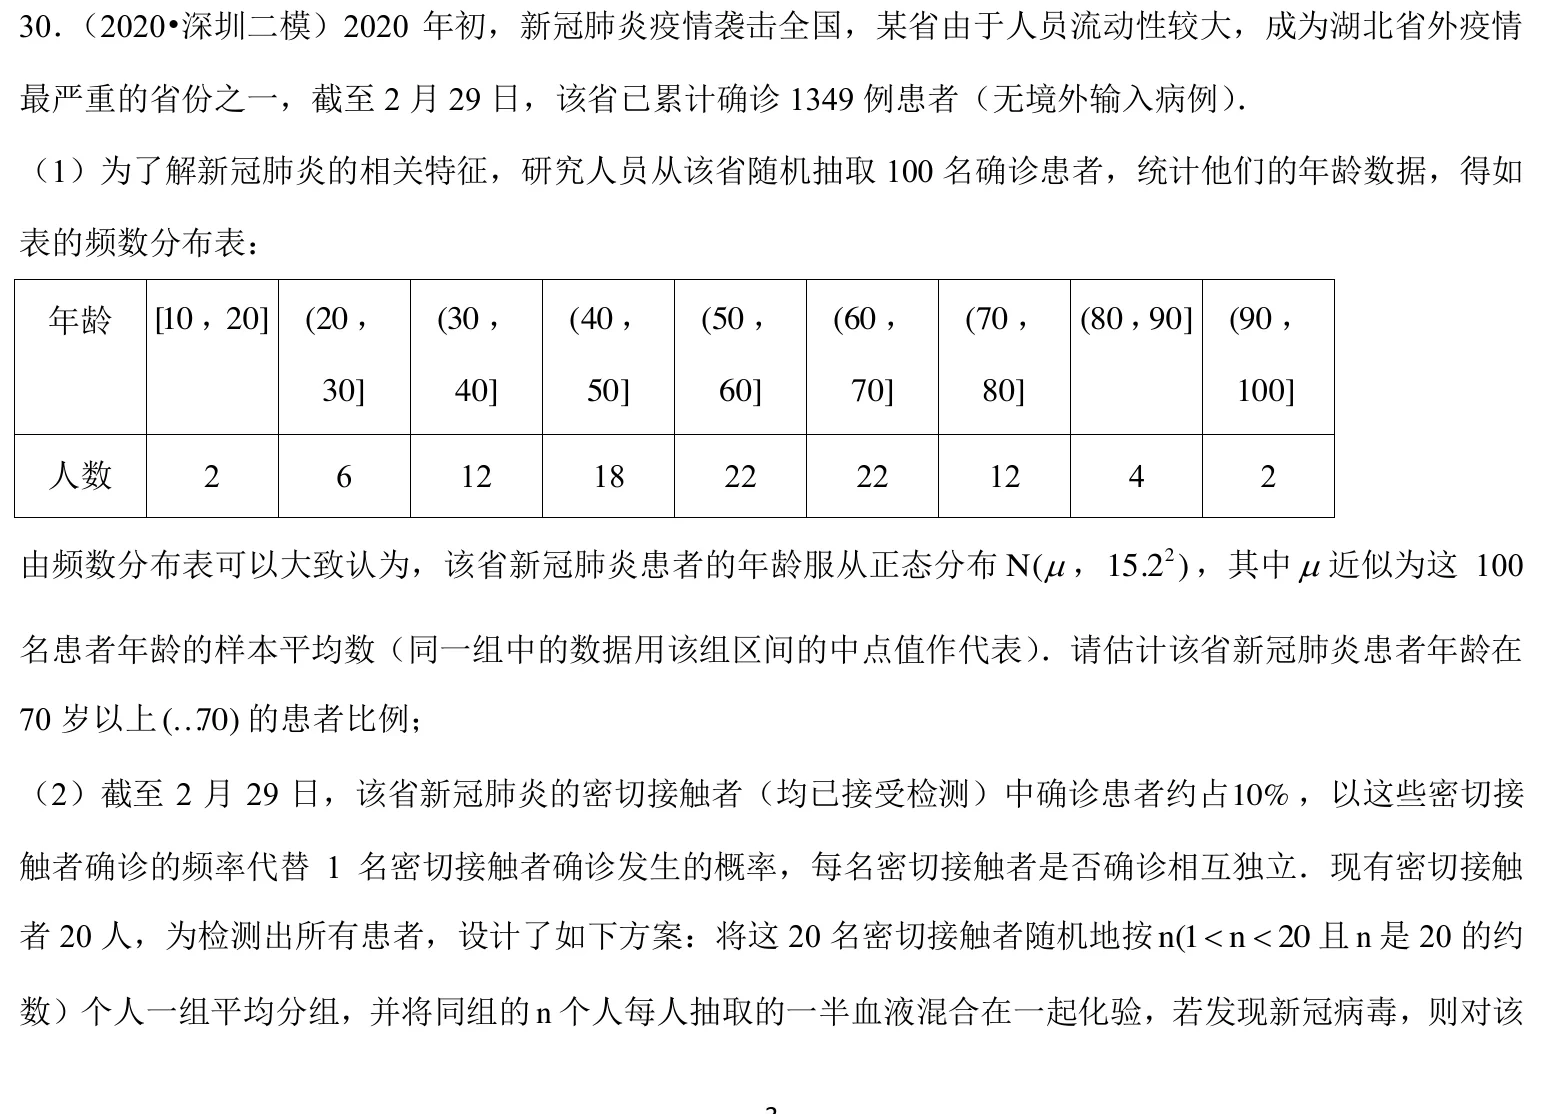 30.（2020•深圳二模）2020 年初，新冠肺炎疫情袭击全国，某省由于人员流动性较大，成为湖北省外疫情
最严重的省份之一，截至 2 月 29 日，该省已累计确诊 1349 例患者（无境外输入病例）.
（1）为了解新冠肺炎的相关特征，研究人员从该省随机抽取 100 名确诊患者，统计他们的年龄数据，得如
表的频数分布表：
年龄 [10，20] (20，30] (30，40] (40，50] (50，60] (60，70] (70，80] (80，90] (90，100]
人数 2 6 12 18 22 22 12 4 2
由频数分布表可以大致认为，该省新冠肺炎患者的年龄服从正态分布 N(μ，15.2²)，其中 μ 近似为这 100
名患者年龄的样本平均数（同一组中的数据用该组区间的中点值作代表）. 请估计该省新冠肺炎患者年龄在
70 岁以上(…70) 的患者比例；
（2）截至 2 月 29 日，该省新冠肺炎的密切接触者（均已接受检测）中确诊患者约占10%，以这些密切接
触者确诊的频率代替 1 名密切接触者确诊发生的概率，每名密切接触者是否确诊相互独立. 现有密切接触
者 20 人，为检测出所有患者，设计了如下方案：将这 20 名密切接触者随机地按 n(1<n<20 且 n 是 20 的约
数）个人一组平均分组，并将同组的 n 个人每人抽取的一半血液混合在一起化验，若发现新冠病毒，则对该